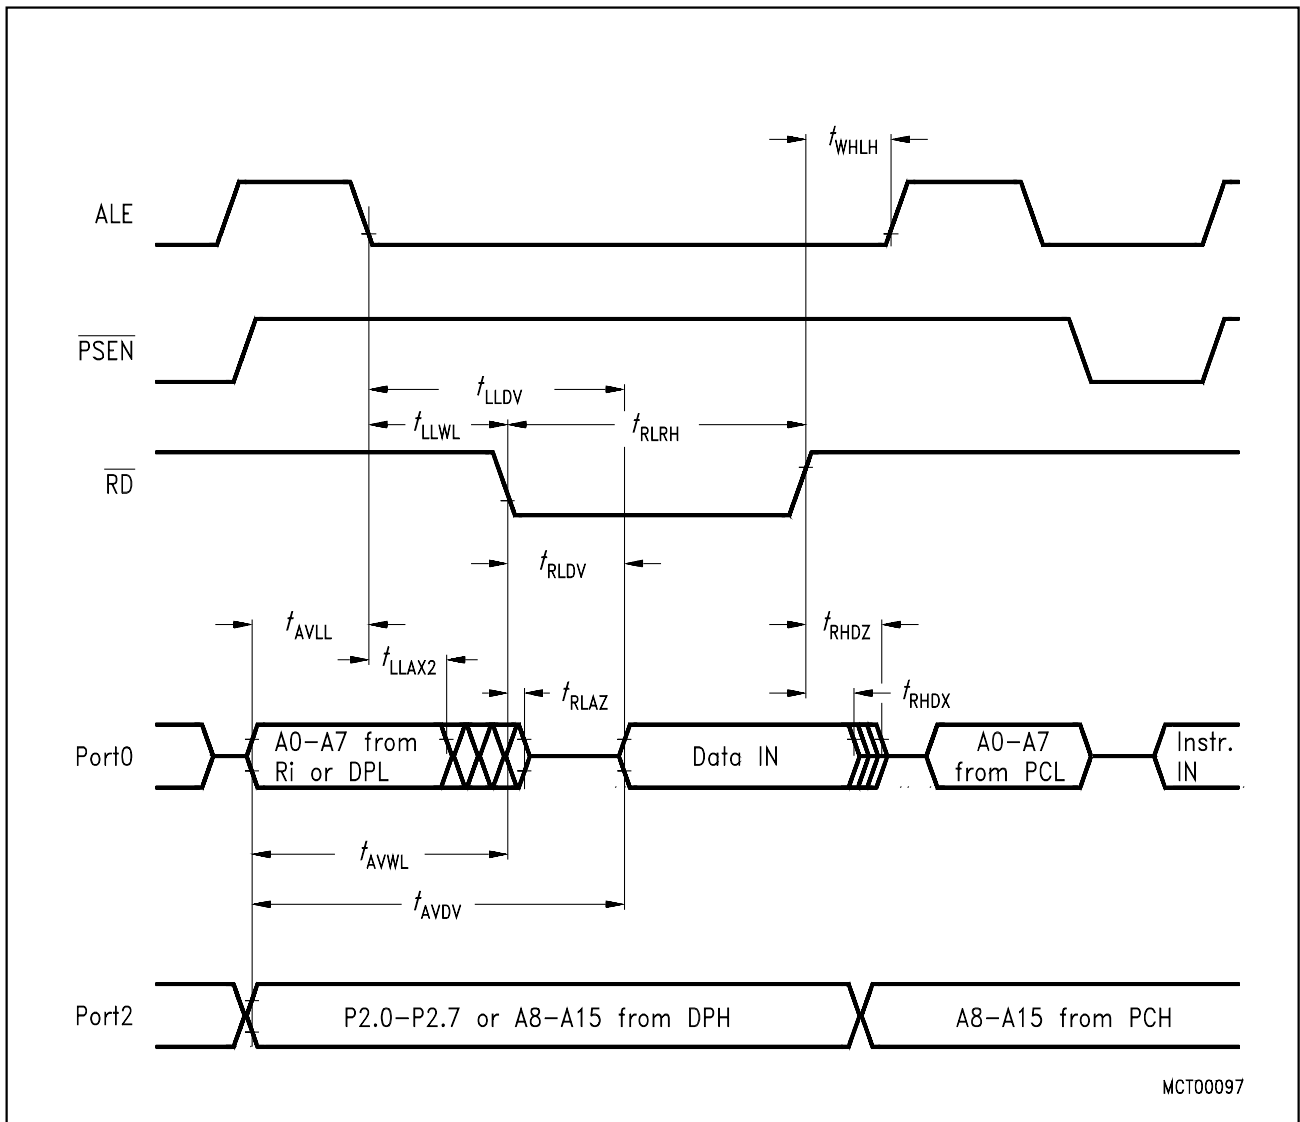 tWHLH
ALE
PSEN
tLLDV
tLLWL
tRLRH
RD
tRLDV
tAVLL
tRHDZ
tLLAX2
tRLAZ
tRHDX
Port0
A0-A7 from
Ri or DPL
Data IN
A0-A7
from PCL
Instr.
IN
tAVWL
tAVDV
Port2
P2.0-P2.7 or A8-A15 from DPH
A8-A15 from PCH
MCT00097